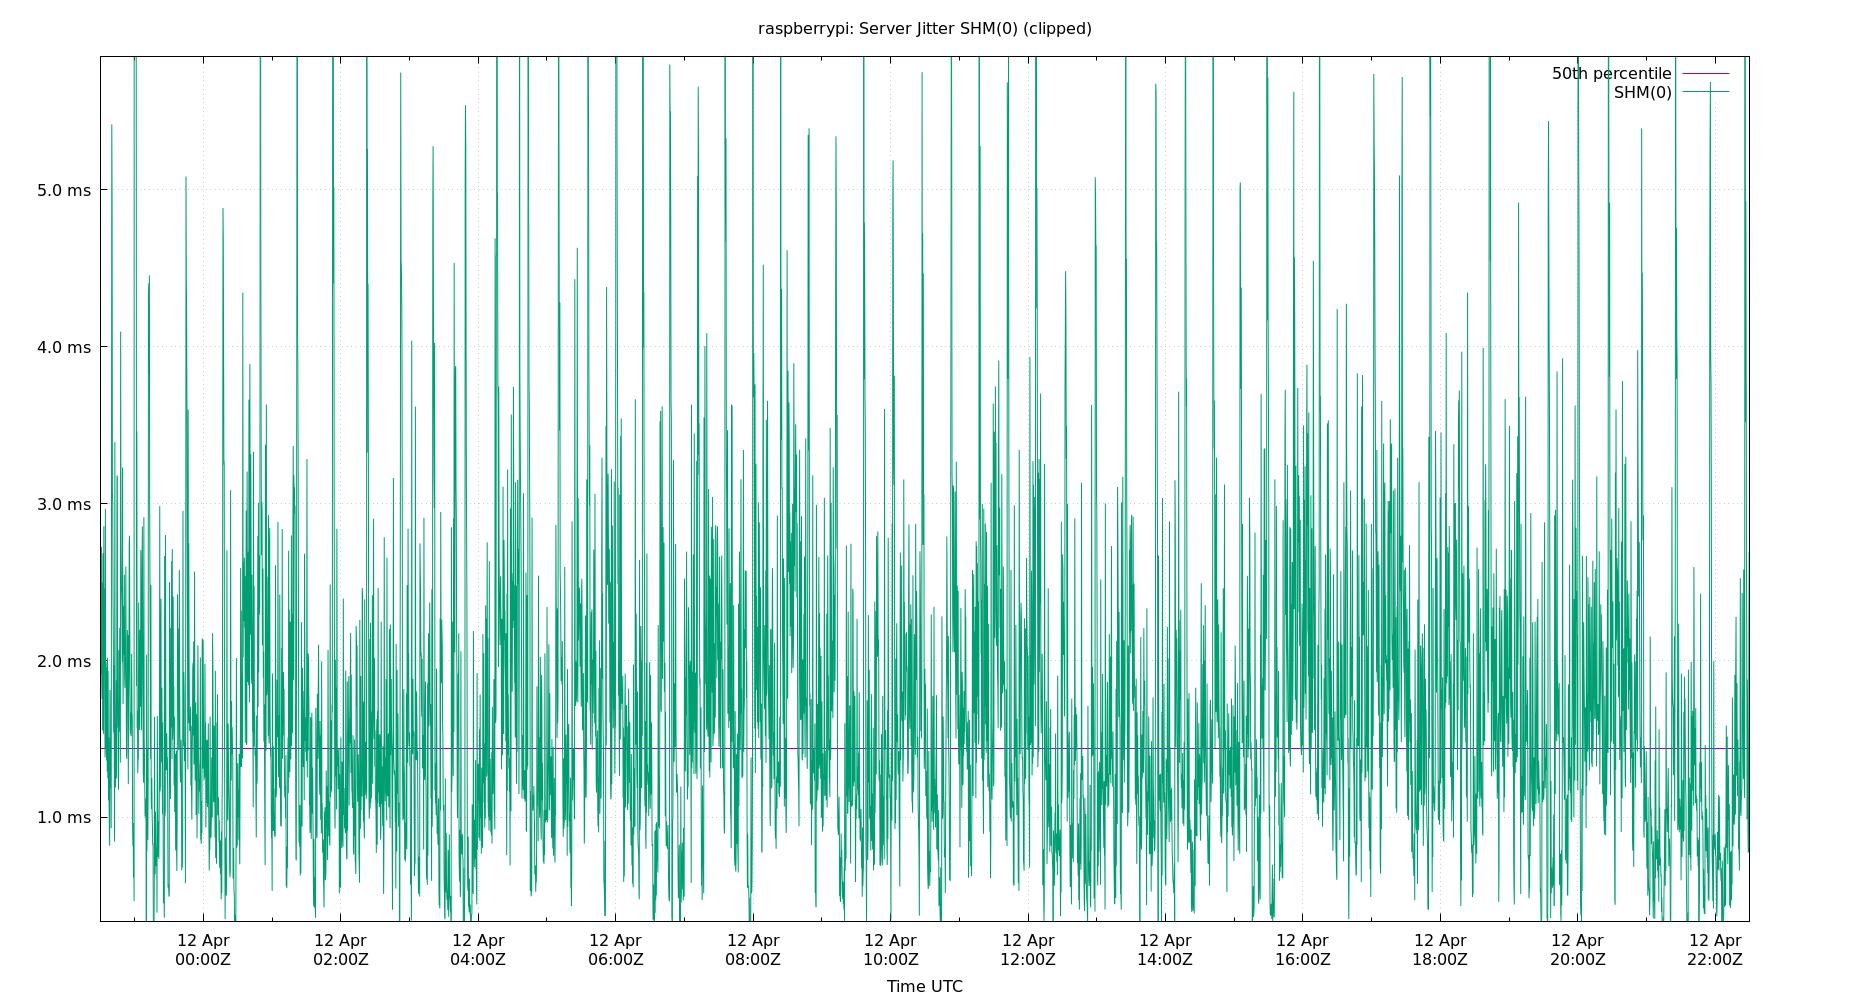 raspberrypi: Server Jitter SHM(0) (clipped)
50th percentile
SHM(0)
5.0 ms
4.0 ms
3.0 ms
2.0 ms
1.0 ms
12 Apr 12 Apr 12 Apr 12 Apr 12 Apr 12 Apr 12 Apr 12 Apr 12 Apr 12 Apr 12 Apr 12 Apr
00:00Z 02:00Z 04:00Z 06:00Z 08:00Z 10:00Z 12:00Z 14:00Z 16:00Z 18:00Z 20:00Z 22:00Z
Time UTC